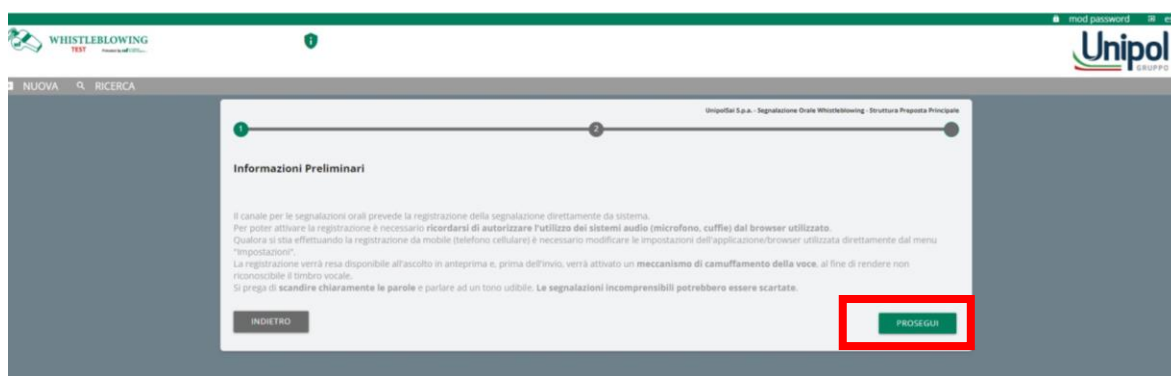 mod password
WHISTLEBLOWING
TEST
Unipol
GRUPPO
NUOVA RICERCA
UnipolSai S.p.a. - Segnalazione Orale Whistleblowing - Struttura Preposta Principale
1 2
Informazioni Preliminari
Il canale per le segnalazioni orali prevede la registrazione della segnalazione direttamente da sistema.
Per poter attivare la registrazione è necessario ricordarsi di autorizzare l'utilizzo dei sistemi audio (microfono, cuffie) dal browser utilizzato.
Qualora si stia effettuando la registrazione da mobile (telefono cellulare) è necessario modificare le impostazioni dell'applicazione/browser utilizzata direttamente dal menu
"Impostazioni".
La registrazione verrà resa disponibile all'ascolto in anteprima e, prima dell'invio, verrà attivato un meccanismo di camuffamento della voce, al fine di rendere non
riconoscibile il timbro vocale.
Si prega di scandire chiaramente le parole e parlare ad un tono udibile. Le segnalazioni incomprensibili potrebbero essere scartate.
INDIETRO
PROSEGUI